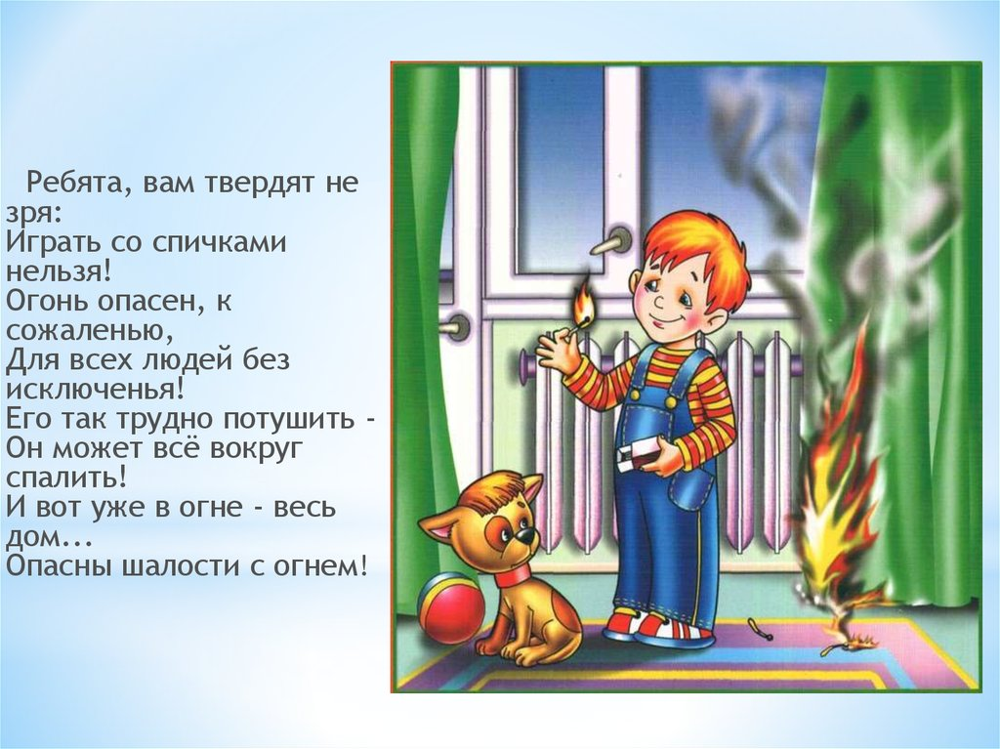 Ребята, вам твердят не
зря:
Играть со спичками
нельзя!
Огонь опасен, к
сожаленью,
Для всех людей без
исключенья!
Его так трудно потушить -
Он может всё вокруг
спалить!
И вот уже в огне - весь
дом...
Опасны шалости с огнем!